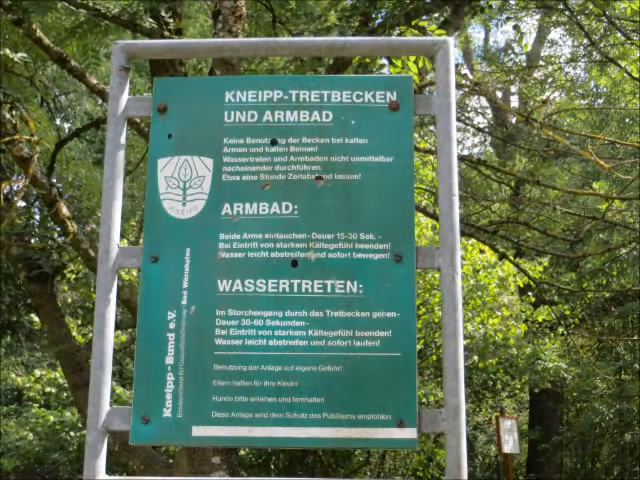 KNEIPP-TRETBECKEN
UND ARMBAD
Keine Benutzung der Becken bei kalten
Armen und kalten Beinen!
Wassertreten und Armbaden nicht unmittelbar
nacheinander durchführen.
Etwa eine Stunde Zeitabstand lassen!
KNEIPP
ARMBAD:
Beide Arme eintauchen-Dauer 15-30 Sek. -
Bei Eintritt von starkem Kältegefühl beenden!
Wasser leicht abstreifen und sofort bewegen!
WASSERTRETEN:
Im Storchengang durch das Tretbecken gehen-
Dauer 30-60 Sekunden-
Bei Eintritt von starkem Kältegefühl beenden!
Wasser leicht abstreifen und sofort laufen!
Kneipp-Bund e.V.
Bad Wörishofen
Benutzung der Anlage auf eigene Gefahr!
Eltern haften für ihre Kinder
Hunde bitte anleinen und fernhalten
Diese Anlage wird dem Schutz des Publikums empfohlen